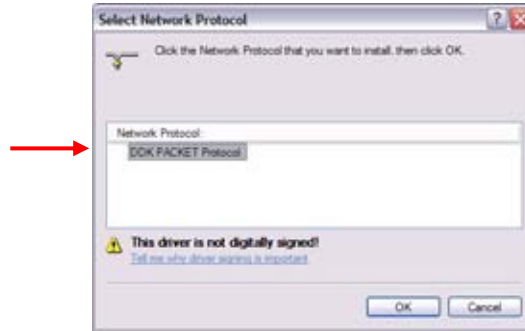 Select Network Protocol
Click the Network Protocol that you want to install, then click OK.
Network Protocol:
DDK PACKET Protocol
This driver is not digitally signed!
Tell me why driver signing is important
OK
Cancel